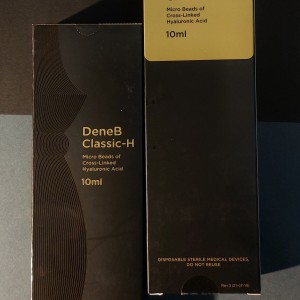 DeneB
Classic-H
Micro Beads of
Cross-Linked
Hyaluronic Acid
10ml
Micro Beads of
Cross-Linked
Hyaluronic Acid
10ml
DISPOSABLE STERILE MEDICAL DEVICES,
DO NOT REUSE